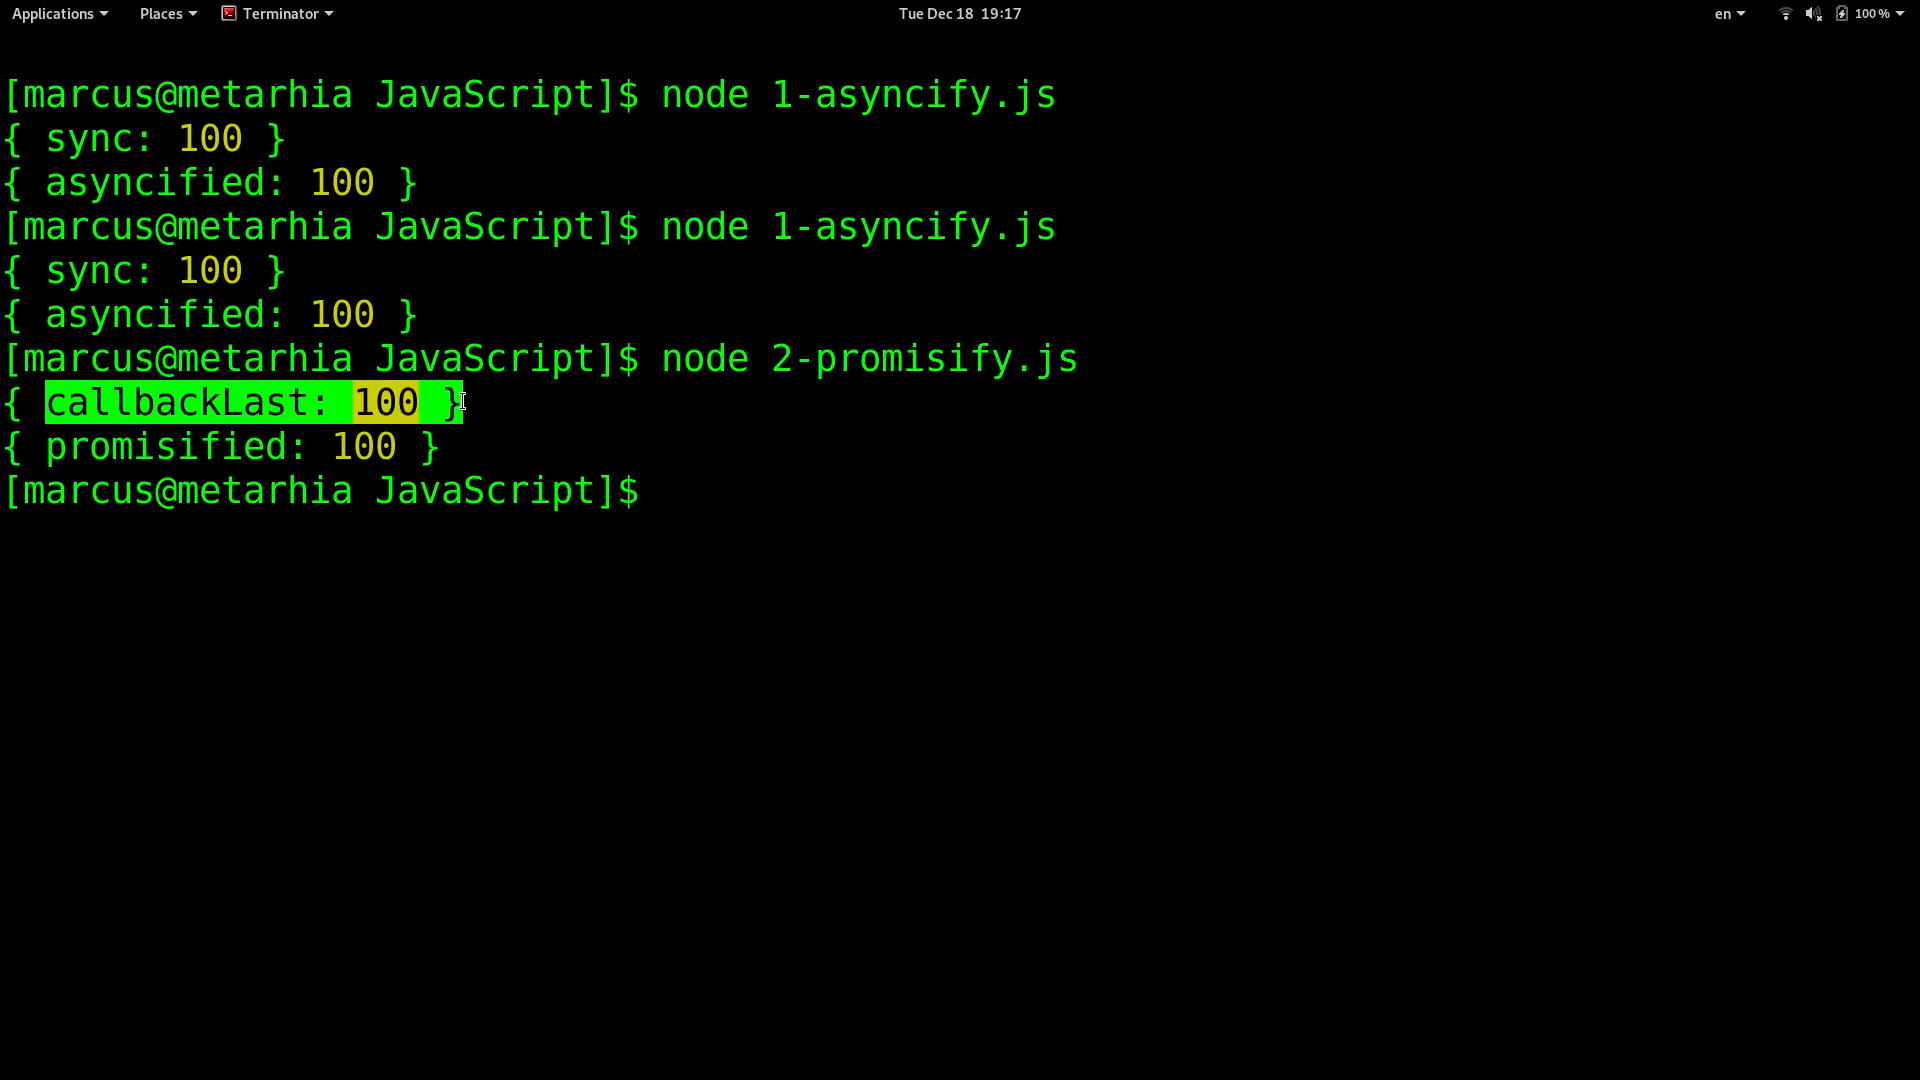 Applications Places Terminator Tue Dec 18 19:17 en 100 %
[marcus@metarhia JavaScript]$ node 1-asyncify.js
{ sync: 100 }
{ asyncified: 100 }
[marcus@metarhia JavaScript]$ node 1-asyncify.js
{ sync: 100 }
{ asyncified: 100 }
[marcus@metarhia JavaScript]$ node 2-promisify.js
{ callbackLast: 100 }
{ promisified: 100 }
[marcus@metarhia JavaScript]$